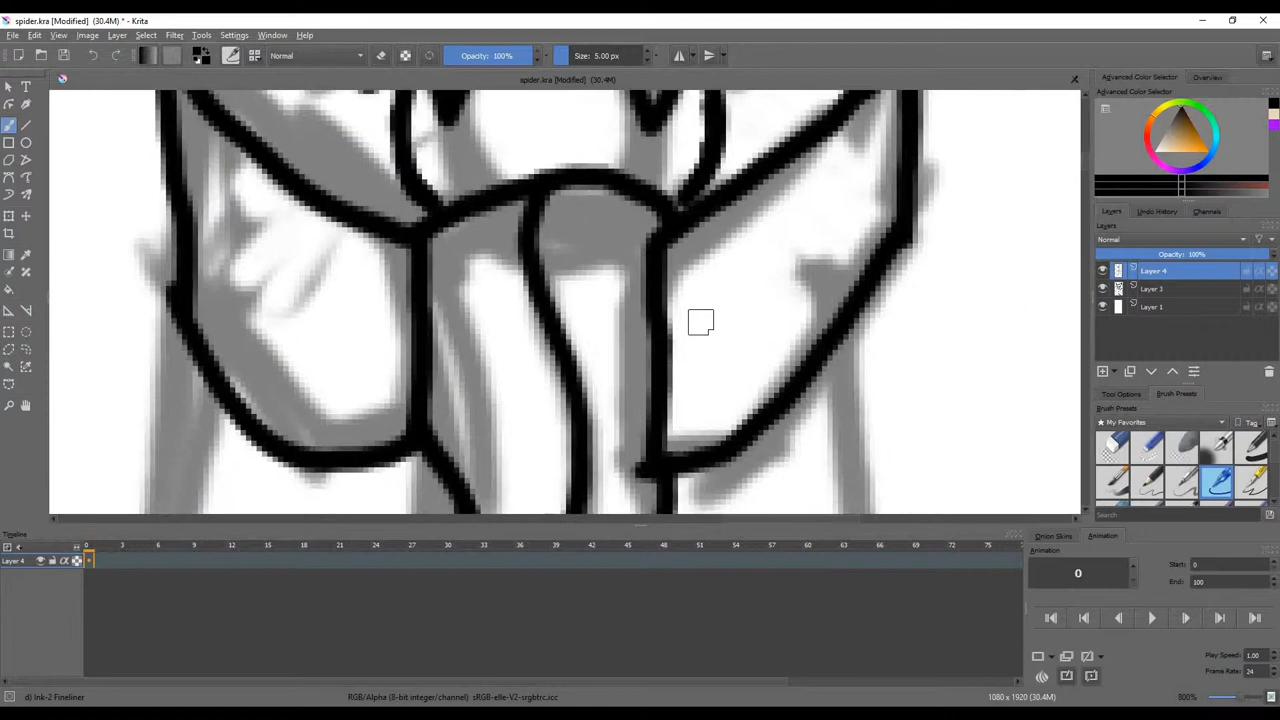 spider.kra [Modified] (30.4M) * - Krita
File Edit View Image Layer Select Filter Tools Settings Window Help
Normal Opacity: 100% Size: 5.00 px
spider.kra [Modified] (30.4M)
Advanced Color Selector Overview
Advanced Color Selector
Layers Undo History Channels
Layers
Normal
Opacity: 100%
Layer 4
Layer 3
Layer 1
Tool Options Brush Presets
Brush Presets
My Favorites Tag
Search
Timeline
0 3 6 9 12 15 18 21 24 27 30 33 36 39 42 45 48 51 54 57 60 63 66 69 72 75
Layer 4
Onion Skins Animation
Animation
0
Start: 0
End: 100
Play Speed: 1.00
Frame Rate: 24
d) Ink-2 Fineliner
RGB/Alpha (8-bit integer/channel) sRGB-elle-V2-srgbtrc.icc
1080 x 1920 (30.4M)
800%